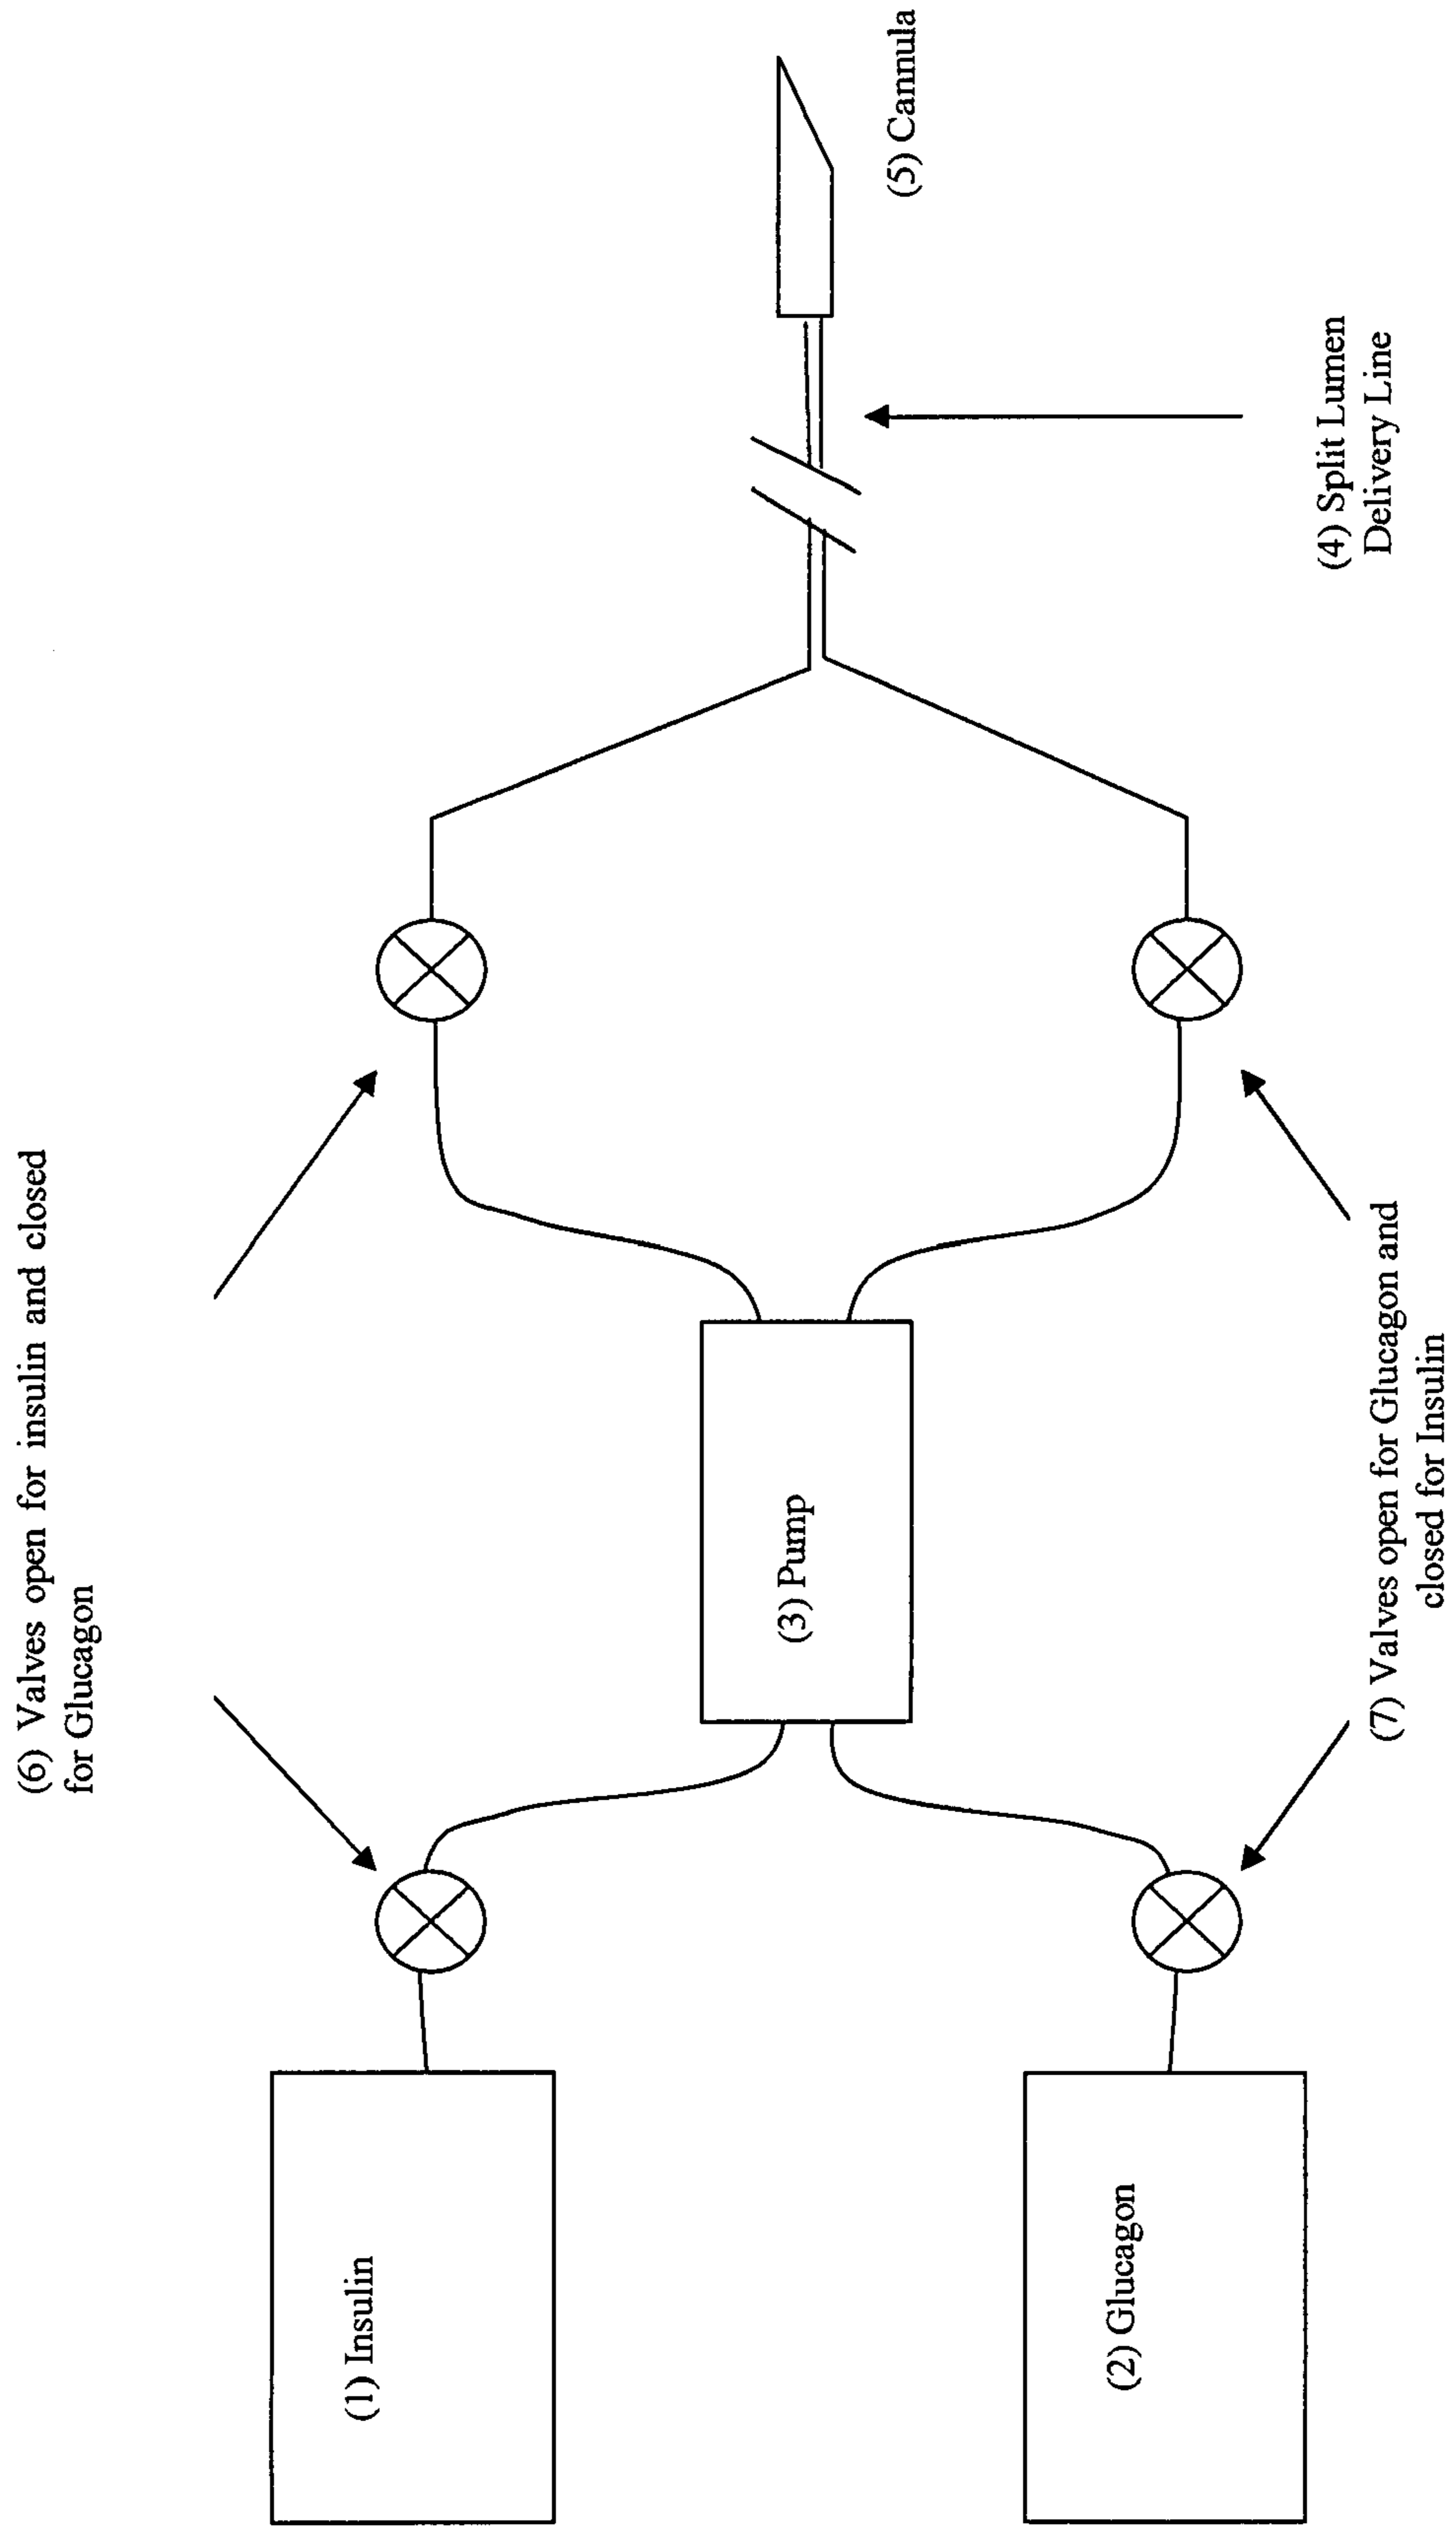 (6) Valves open for insulin and closed
for Glucagon
(1) Insulin
(3) Pump
(5) Cannula
(2) Glucagon
(4) Split Lumen
Delivery Line
(7) Valves open for Glucagon and
closed for Insulin